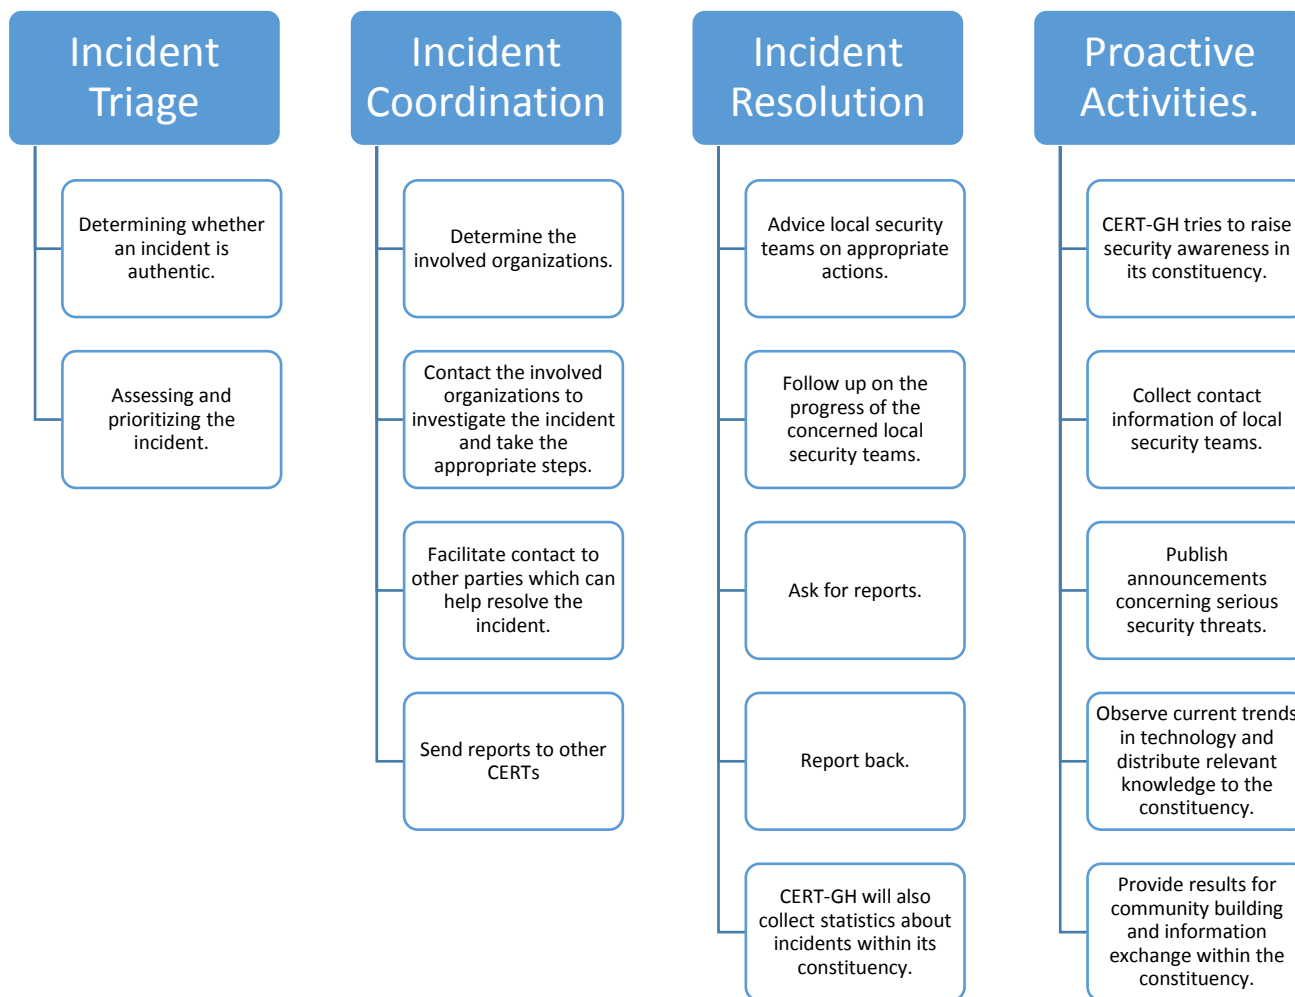 Incident
Triage
Determining whether
an incident is
authentic.
Assessing and
prioritizing the
incident.
Incident
Coordination
Determine the
involved organizations.
Contact the involved
organizations to
investigate the incident
and take the
appropriate steps.
Facilitate contact to
other parties which can
help resolve the
incident.
Send reports to other
CERTs
Incident
Resolution
Advice local security
teams on appropriate
actions.
Follow up on the
progress of the
concerned local
security teams.
Ask for reports.
Report back.
CERT-GH will also
collect statistics about
incidents within its
constituency.
Proactive
Activities.
CERT-GH tries to raise
security awareness in
its constituency.
Collect contact
information of local
security teams.
Publish
announcements
concerning serious
security threats.
Observe current trends
in technology and
distribute relevant
knowledge to the
constituency.
Provide results for
community building
and information
exchange within the
constituency.